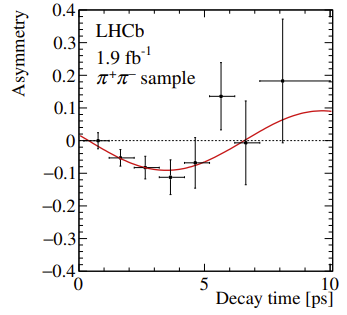 Asymmetry
0.4
0.3
0.2
0.1
0
−0.1
−0.2
−0.3
−0.4
LHCb
1.9 fb⁻¹
π⁺π⁻ sample
0 5 10
Decay time [ps]